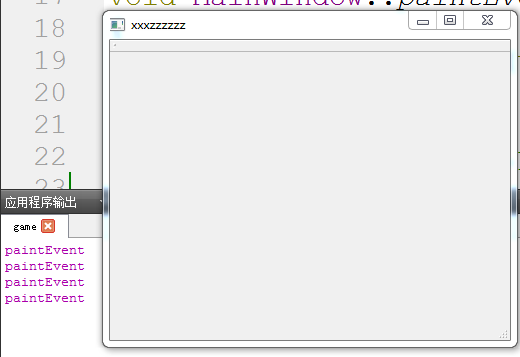 17 void MainWindow::paintEve
xxxzzzzzz
18
19
20
21
22
23
应用程序输出
game
paintEvent
paintEvent
paintEvent
paintEvent